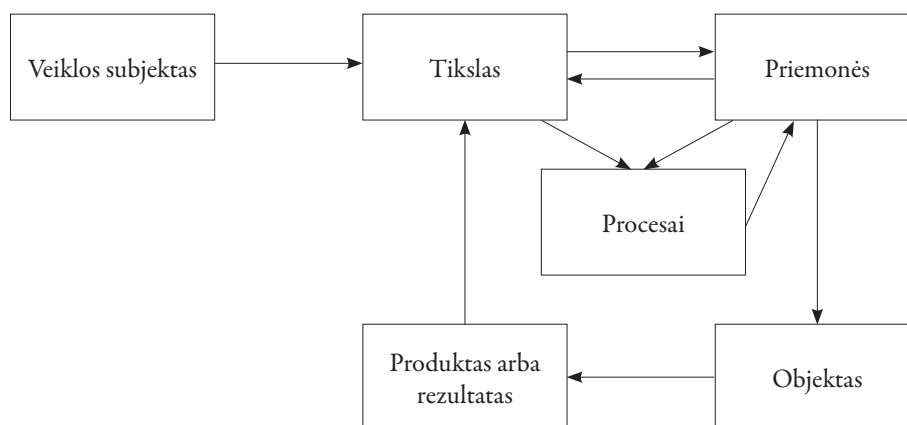 Veiklos subjektas
Tikslas
Priemonės
Procesai
Produktas arba
rezultatas
Objektas